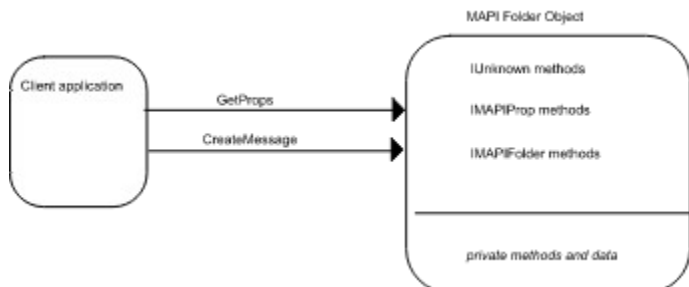 MAPI Folder Object
IUnknown methods
Client application
GetProps
IMAPIProp methods
CreateMessage
IMAPIFolder methods
private methods and data